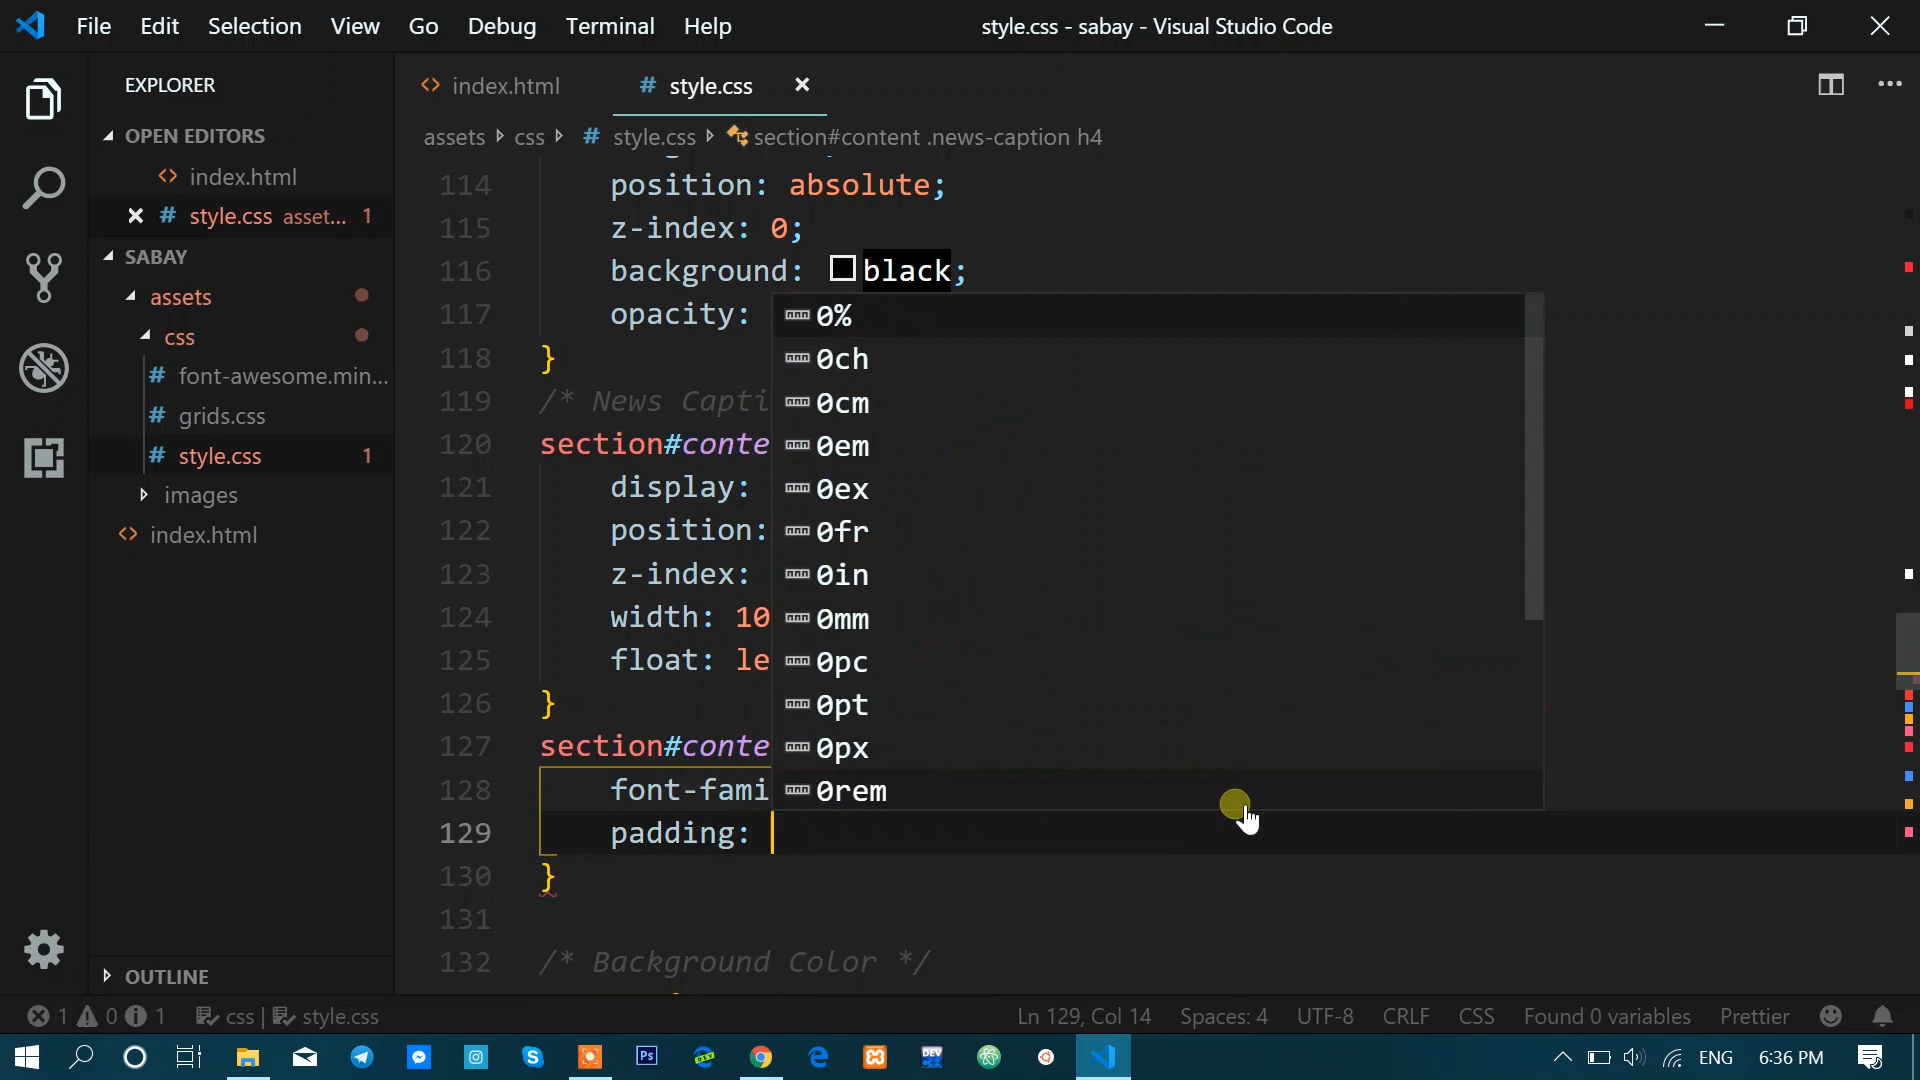 File Edit Selection View Go Debug Terminal Help
style.css - sabay - Visual Studio Code
EXPLORER
OPEN EDITORS
index.html
style.css asset... 1
SABAY
assets
css
font-awesome.min...
grids.css
style.css 1
images
index.html
OUTLINE
index.html
style.css
assets css style.css section#content .news-caption h4
114 position: absolute;
115 z-index: 0;
116 background: black;
117 opacity:
118 }
119 /* News Capti
120 section#conte
121 display:
122 position:
123 z-index:
124 width: 10
125 float: le
126 }
127 section#conte
128 font-fami
129 padding:
130 }
131
132 /* Background Color */
0%
0ch
0cm
0em
0ex
0fr
0in
0mm
0pc
0pt
0px
0rem
1 0 1 css | style.css
Ln 129, Col 14 Spaces: 4 UTF-8 CRLF CSS Found 0 variables Prettier
Ps
DEV
ENG 6:36 PM